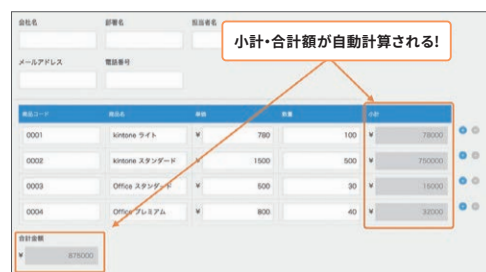 会社名 部署名 担当者名
小計・合計額が自動計算される!
メールアドレス 電話番号
商品コード 商品名 単価 数量 小計
0001 kintone ライト ¥ 780 100 ¥ 78000
0002 kintone スタンダード ¥ 1500 500 ¥ 750000
0003 Office スタンダード ¥ 500 30 ¥ 15000
0004 Office プレミアム ¥ 800 40 ¥ 32000
合計金額
¥ 875000